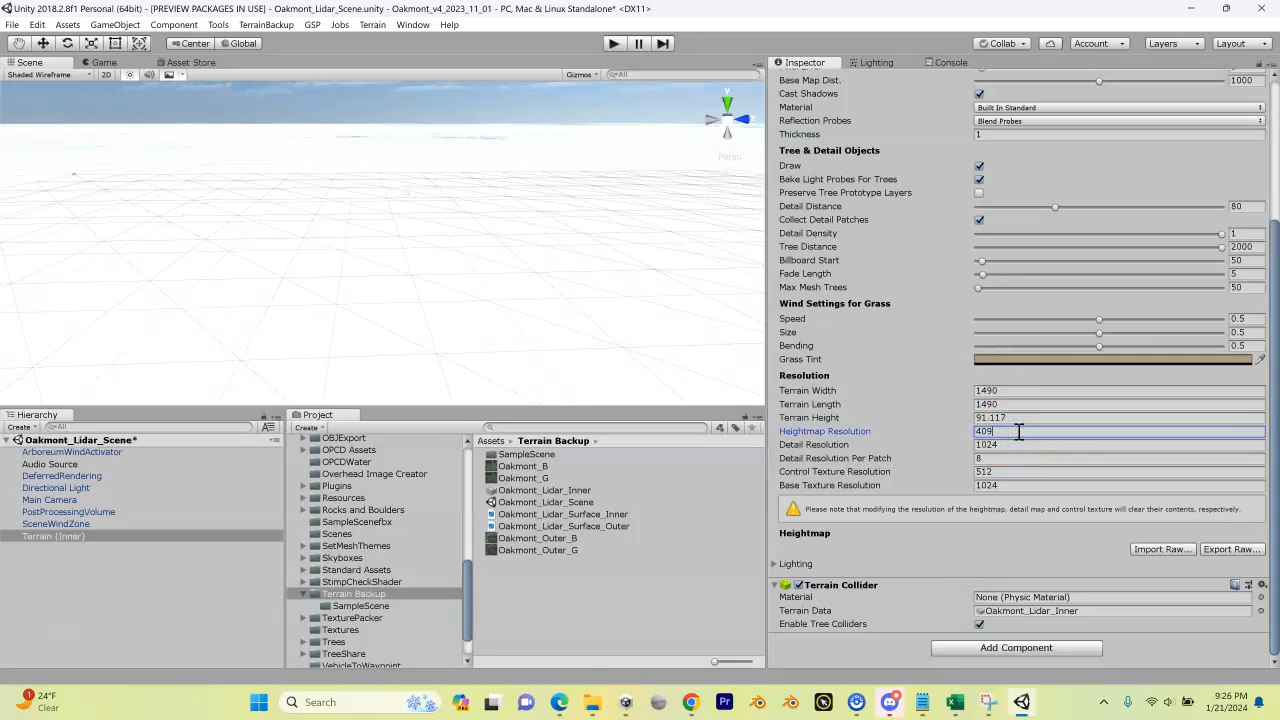 Unity 2018.2.8f1 Personal (64bit) - Oakmont_Lidar_Scene.unity - Oakmont_v4_2023_11_01 - PC, Mac & Linux Standalone* <DX11>
File Edit Assets GameObject Component Tools TerrainBackup GSP Jobs Terrain Window Help
Center Global Collab Account Layers Layout
Scene Game Asset Store
Shaded Wireframe 2D Gizmos All
y
Persp
Inspector Lighting Console
Base Map Dist. 1000
Cast Shadows
Material Built In Standard
Reflection Probes Blend Probes
Thickness 1
Tree & Detail Objects
Draw
Bake Light Probes For Trees
Preserve Tree Prototype Layers
Detail Distance 80
Collect Detail Patches
Detail Density 1
Tree Distance 2000
Billboard Start 50
Fade Length 5
Max Mesh Trees 50
Wind Settings for Grass
Speed 0.5
Size 0.5
Bending 0.5
Grass Tint
Resolution
Terrain Width 1490
Terrain Length 1490
Terrain Height 91.117
Heightmap Resolution 409
Detail Resolution 1024
Detail Resolution Per Patch 8
Control Texture Resolution 512
Base Texture Resolution 1024
Please note that modifying the resolution of the heightmap, detail map and control texture will clear their contents, respectively.
Heightmap
Import Raw... Export Raw...
Lighting
Terrain Collider
Material None (Physic Material)
Terrain Data Oakmont_Lidar_Inner
Enable Tree Colliders
Add Component
Hierarchy
Create All
Oakmont_Lidar_Scene*
ArboreumWindActivator
Audio Source
DeferredRendering
Directional Light
Main Camera
PostProcessingVolume
SceneWindZone
Terrain (Inner)
Project
Create
OBJExport
OPCD Assets
OPCDWater
Overhead Image Creator
Plugins
Resources
Rocks and Boulders
SampleScenefbx
Scenes
SetMeshThemes
Skyboxes
Standard Assets
StimpCheckShader
Terrain Backup
SampleScene
TexturePacker
Textures
Trees
TreeShare
VehicleToWaypoint
Assets Terrain Backup
SampleScene
Oakmont_B
Oakmont_G
Oakmont_Lidar_Inner
Oakmont_Lidar_Scene
Oakmont_Lidar_Surface_Inner
Oakmont_Lidar_Surface_Outer
Oakmont_Outer_B
Oakmont_Outer_G
1
24°F
Clear
Search
Pr
9:26 PM
1/21/2024